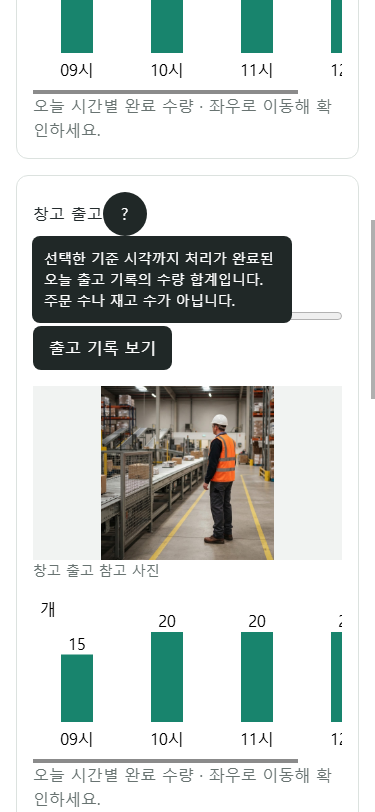 09시 10시 11시
오늘 시간별 완료 수량 · 좌우로 이동해 확
인하세요.
창고 출고 ?
선택한 기준 시각까지 처리가 완료된
오늘 출고 기록의 수량 합계입니다.
주문 수나 재고 수가 아닙니다.
출고 기록 보기
창고 출고 참고 사진
개
15 20 20
09시 10시 11시
오늘 시간별 완료 수량 · 좌우로 이동해 확
인하세요.